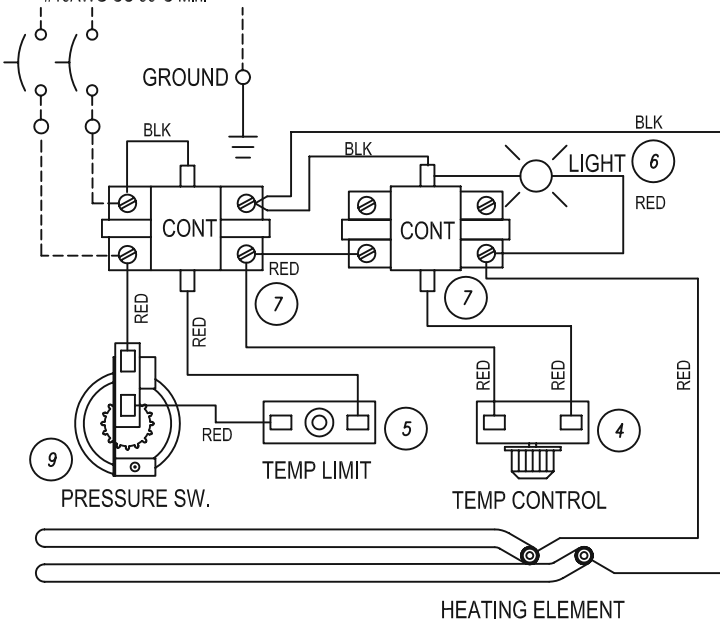 GROUND
BLK
BLK
BLK
LIGHT
6
RED
CONT
CONT
RED
7
7
RED
RED
RED
RED
RED
RED
5
4
9
TEMP LIMIT
PRESSURE SW.
TEMP CONTROL
HEATING ELEMENT